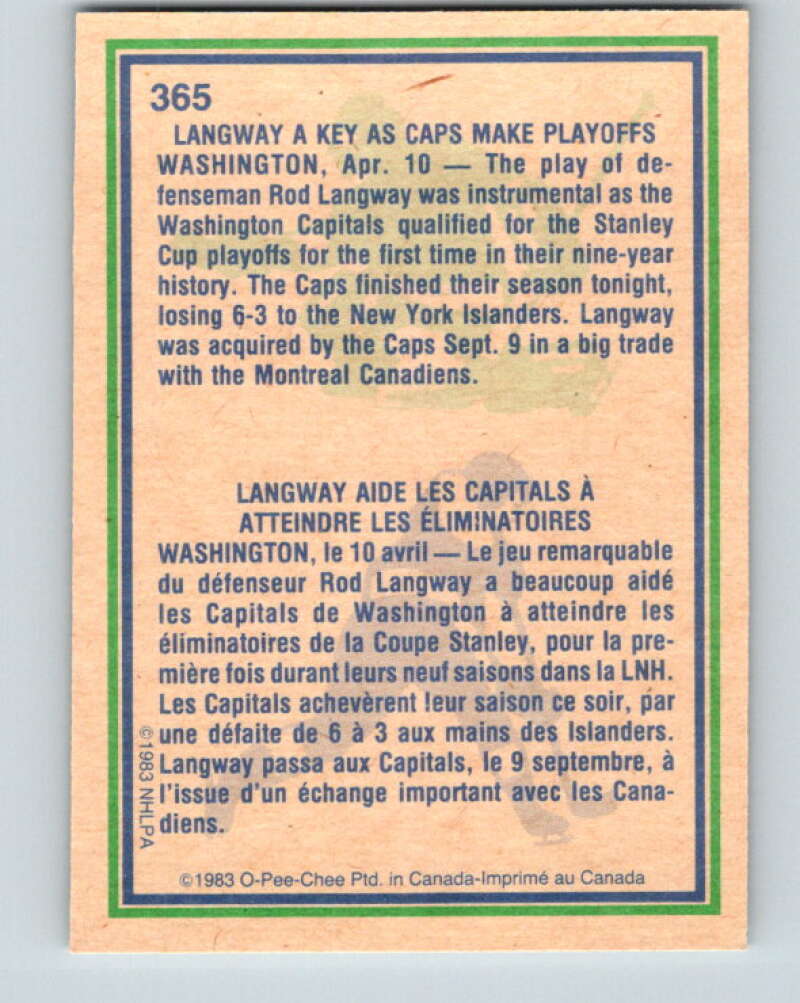 365
LANGWAY A KEY AS CAPS MAKE PLAYOFFS
WASHINGTON, Apr. 10 — The play of de-
fenseman Rod Langway was instrumental as the
Washington Capitals qualified for the Stanley
Cup playoffs for the first time in their nine-year
history. The Caps finished their season tonight,
losing 6-3 to the New York Islanders. Langway
was acquired by the Caps Sept. 9 in a big trade
with the Montreal Canadiens.
LANGWAY AIDE LES CAPITALS À
ATTEINDRE LES ÉLIMINATOIRES
WASHINGTON, le 10 avril — Le jeu remarquable
du défenseur Rod Langway a beaucoup aidé
les Capitals de Washington à atteindre les
éliminatoires de la Coupe Stanley, pour la pre-
mière fois durant leurs neuf saisons dans la LNH.
Les Capitals achevèrent leur saison ce soir, par
une défaite de 6 à 3 aux mains des Islanders.
Langway passa aux Capitals, le 9 septembre, à
l'issue d'un échange important avec les Cana-
diens.
©1983 NHLPA
©1983 O-Pee-Chee Ptd. in Canada-Imprimé au Canada